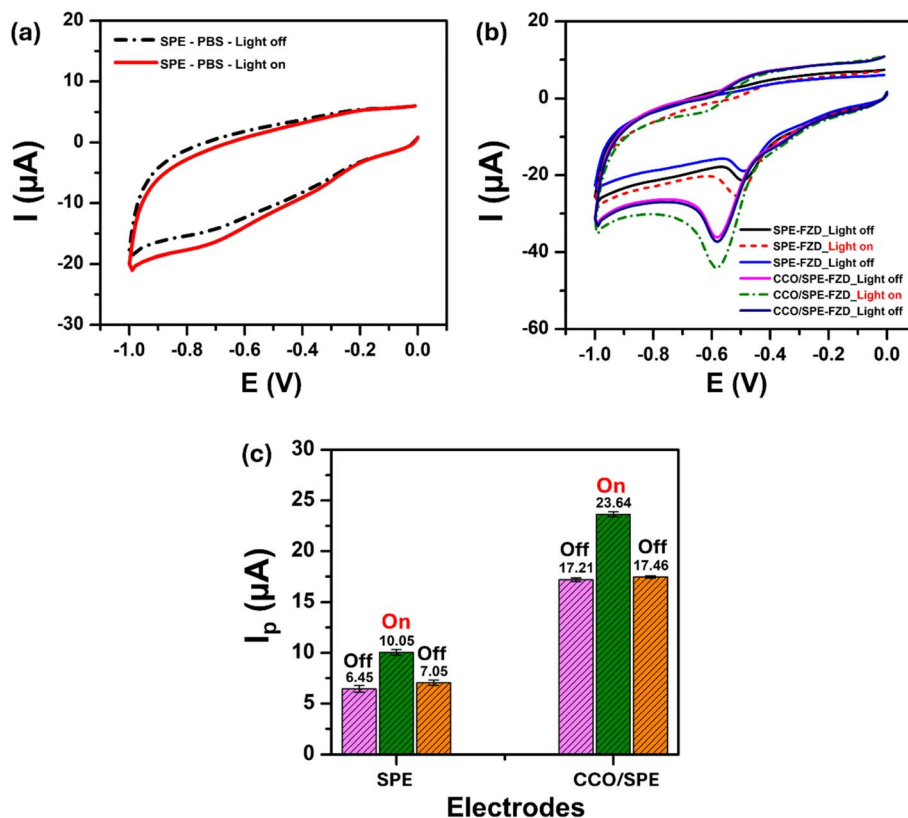 (a)
20
10
0
-10
-20
-30
I (µA)
SPE - PBS - Light off
SPE - PBS - Light on
-1.0 -0.8 -0.6 -0.4 -0.2 0.0
E (V)
(b)
20
0
-20
-40
-60
I (µA)
SPE-FZD_Light off
SPE-FZD_Light on
SPE-FZD_Light off
CCO/SPE-FZD_Light off
CCO/SPE-FZD_Light on
CCO/SPE-FZD_Light off
-1.0 -0.8 -0.6 -0.4 -0.2 0.0
E (V)
(c)
30
25
20
15
10
5
0
Ip (µA)
Off
6.45
On
10.05
Off
7.05
Off
17.21
On
23.64
Off
17.46
SPE CCO/SPE
Electrodes